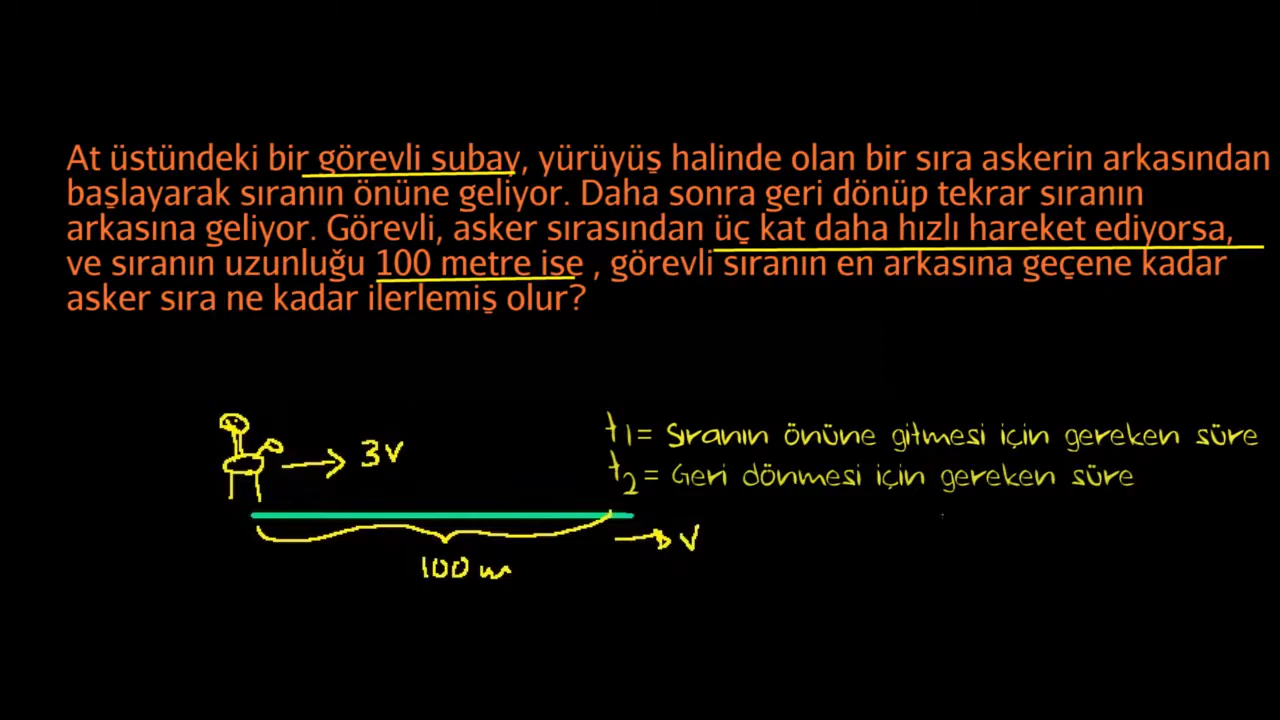 At üstündeki bir görevli subay, yürüyüş halinde olan bir sıra askerin arkasından
başlayarak sıranın önüne geliyor. Daha sonra geri dönüp tekrar sıranın
arkasına geliyor. Görevli, asker sırasından üç kat daha hızlı hareket ediyorsa,
ve sıranın uzunluğu 100 metre ise , görevli sıranın en arkasına geçene kadar
asker sıra ne kadar ilerlemiş olur?
t1= Sıranın önüne gitmesi için gereken süre
3v
t2= Geri dönmesi için gereken süre
v
100 m